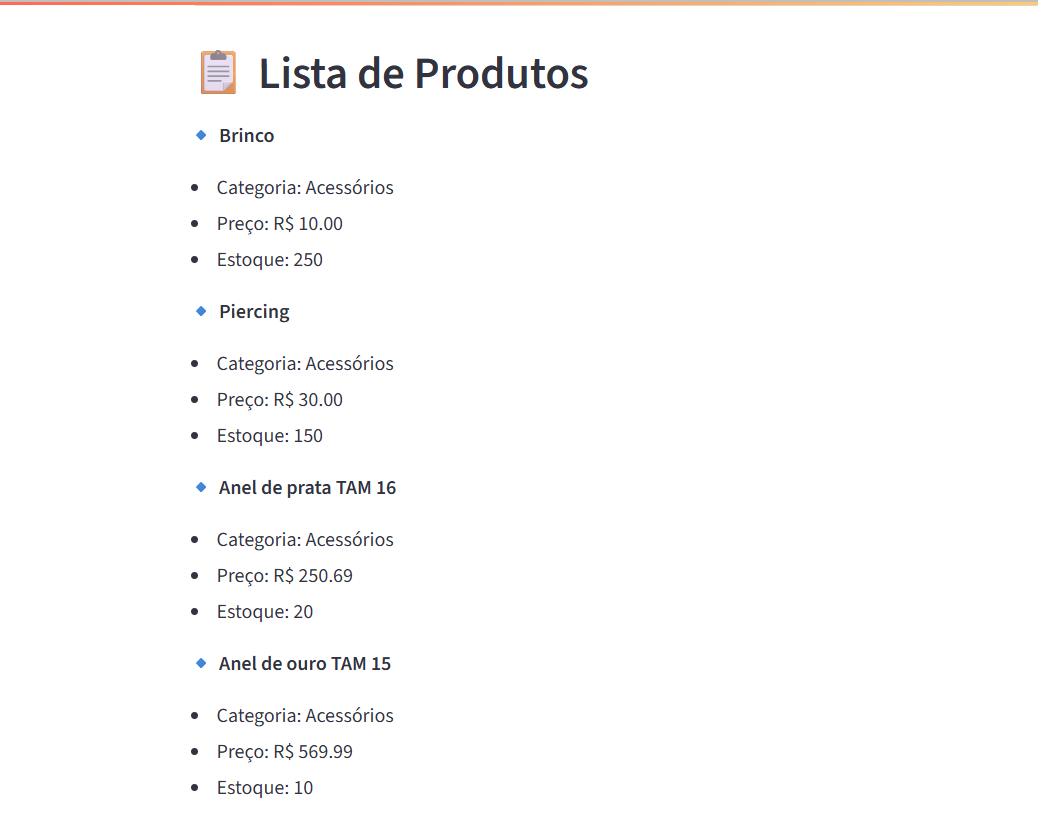 Lista de Produtos
Brinco
Categoria: Acessórios
Preço: R$ 10.00
Estoque: 250
Piercing
Categoria: Acessórios
Preço: R$ 30.00
Estoque: 150
Anel de prata TAM 16
Categoria: Acessórios
Preço: R$ 250.69
Estoque: 20
Anel de ouro TAM 15
Categoria: Acessórios
Preço: R$ 569.99
Estoque: 10